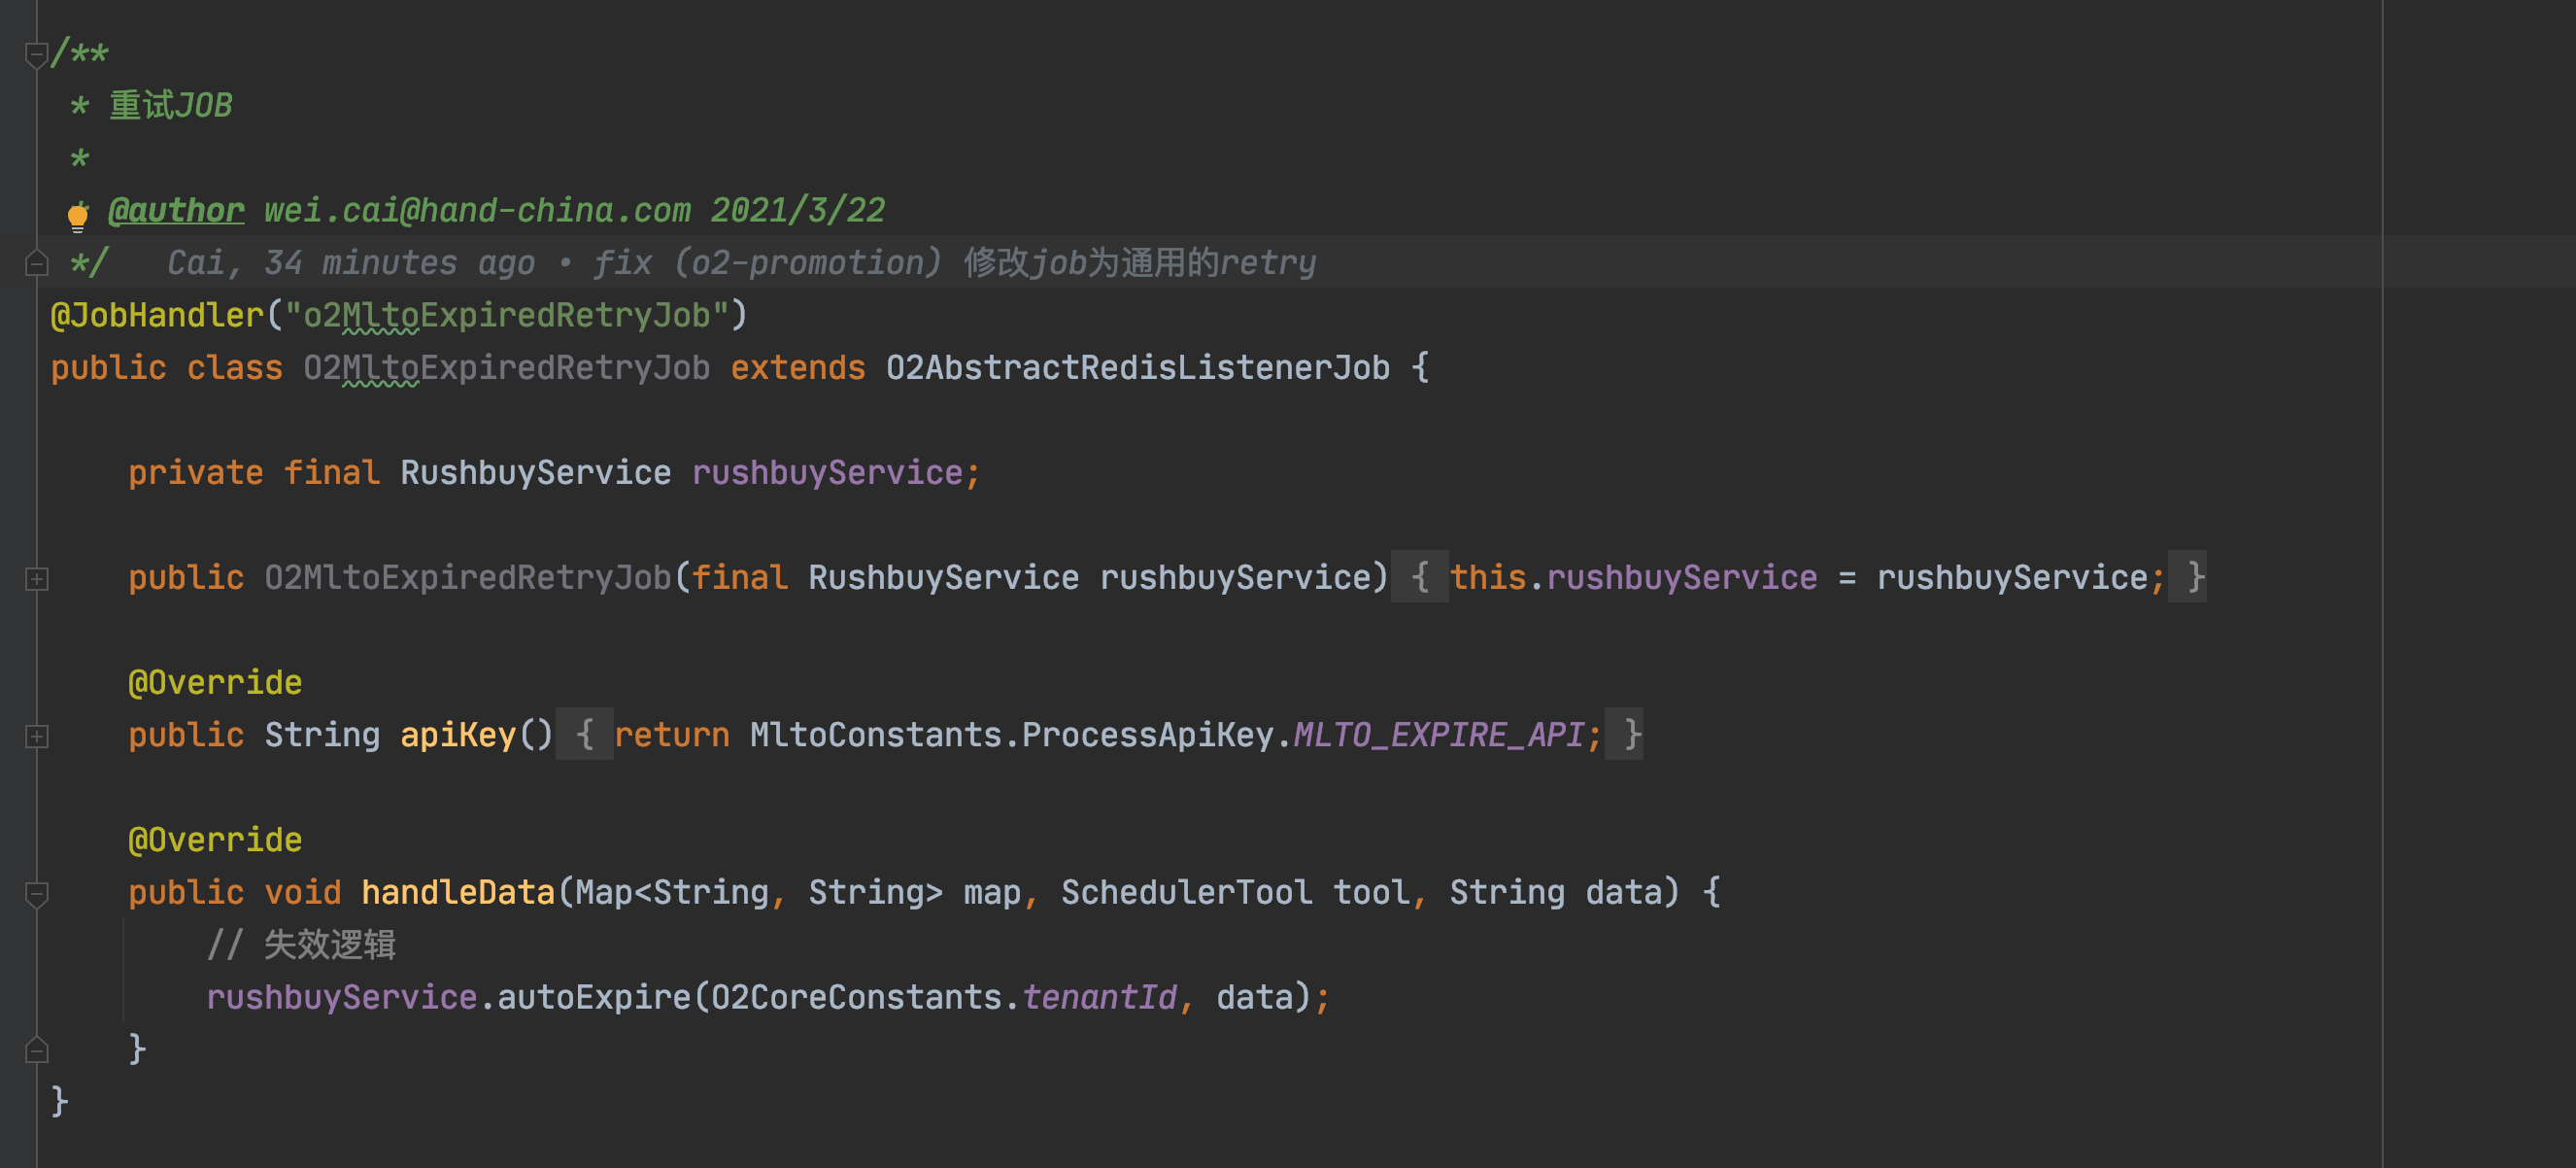 /**
* 重试JOB
*
* @author wei.cai@hand-china.com 2021/3/22
*/ Cai, 34 minutes ago • fix (o2-promotion) 修改job为通用的retry
@JobHandler("o2MltoExpiredRetryJob")
public class O2MltoExpiredRetryJob extends O2AbstractRedisListenerJob {
private final RushbuyService rushbuyService;
public O2MltoExpiredRetryJob(final RushbuyService rushbuyService) { this.rushbuyService = rushbuyService; }
@Override
public String apiKey() { return MltoConstants.ProcessApiKey.MLTO_EXPIRE_API; }
@Override
public void handleData(Map<String, String> map, SchedulerTool tool, String data) {
// 失效逻辑
rushbuyService.autoExpire(O2CoreConstants.tenantId, data);
}
}